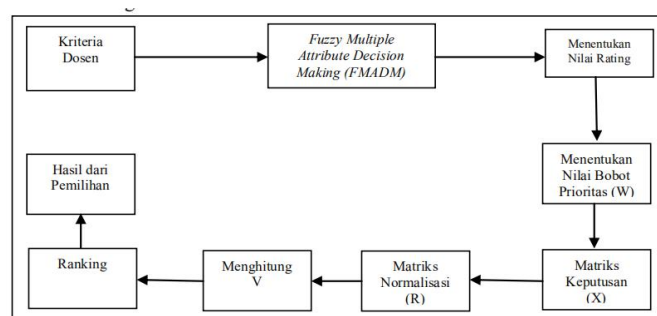 Kriteria
Dosen
Fuzzy Multiple
Attribute Decision
Making (FMADM)
Menentukan
Nilai Rating
Menentukan
Nilai Bobot
Prioritas (W)
Matriks
Keputusan
(X)
Matriks
Normalisasi
(R)
Menghitung
V
Ranking
Hasil dari
Pemilihan